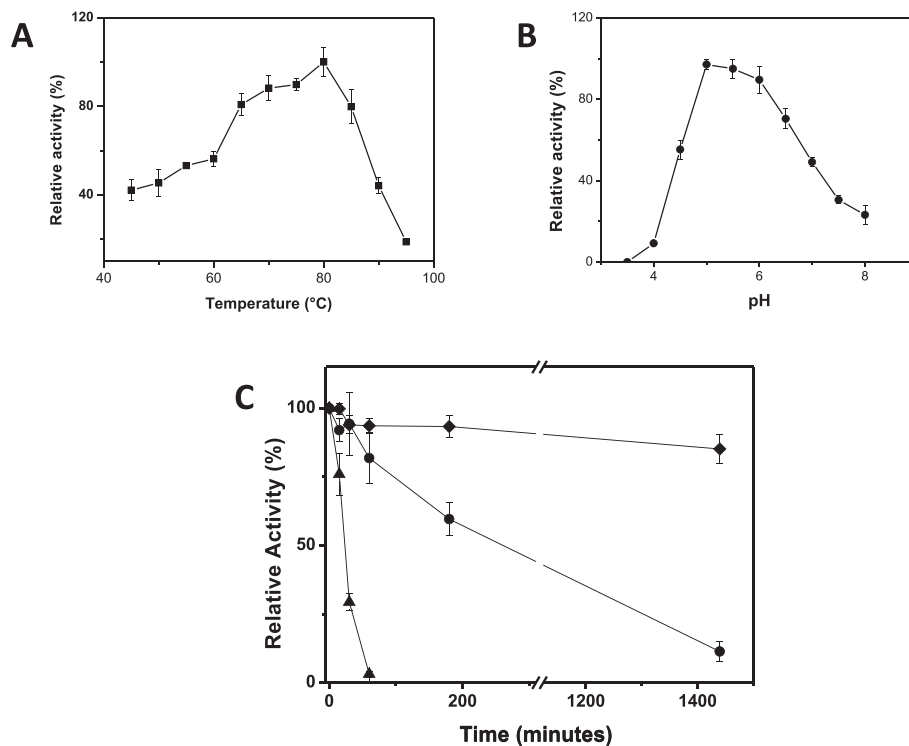 A
Relative activity (%)
120
80
40
40 60 80 100
Temperature (°C)
B
Relative activity (%)
120
80
40
0
4 6 8
pH
C
Relative Activity (%)
100
50
0
0 200 1200 1400
Time (minutes)